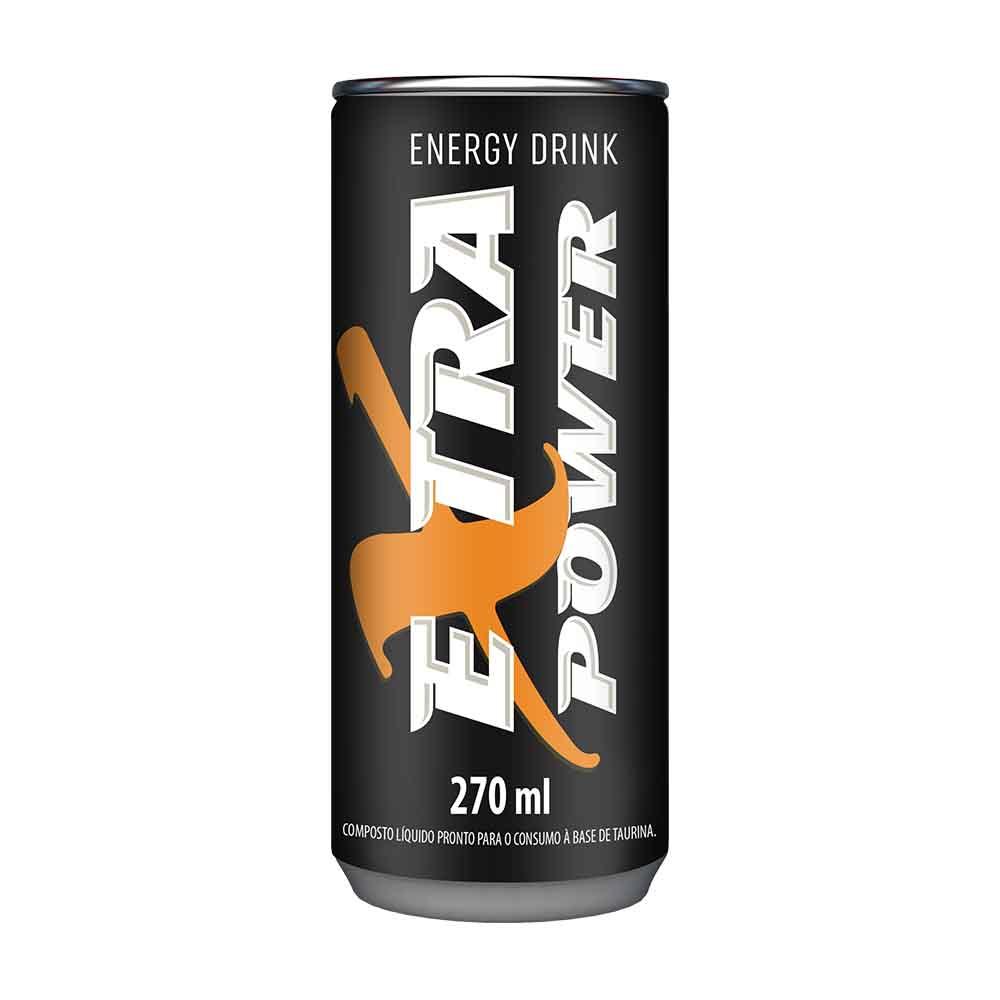 ENERGY DRINK
EXTRA
POWER
270 ml
COMPOSTO LÍQUIDO PRONTO PARA O CONSUMO À BASE DE TAURINA.